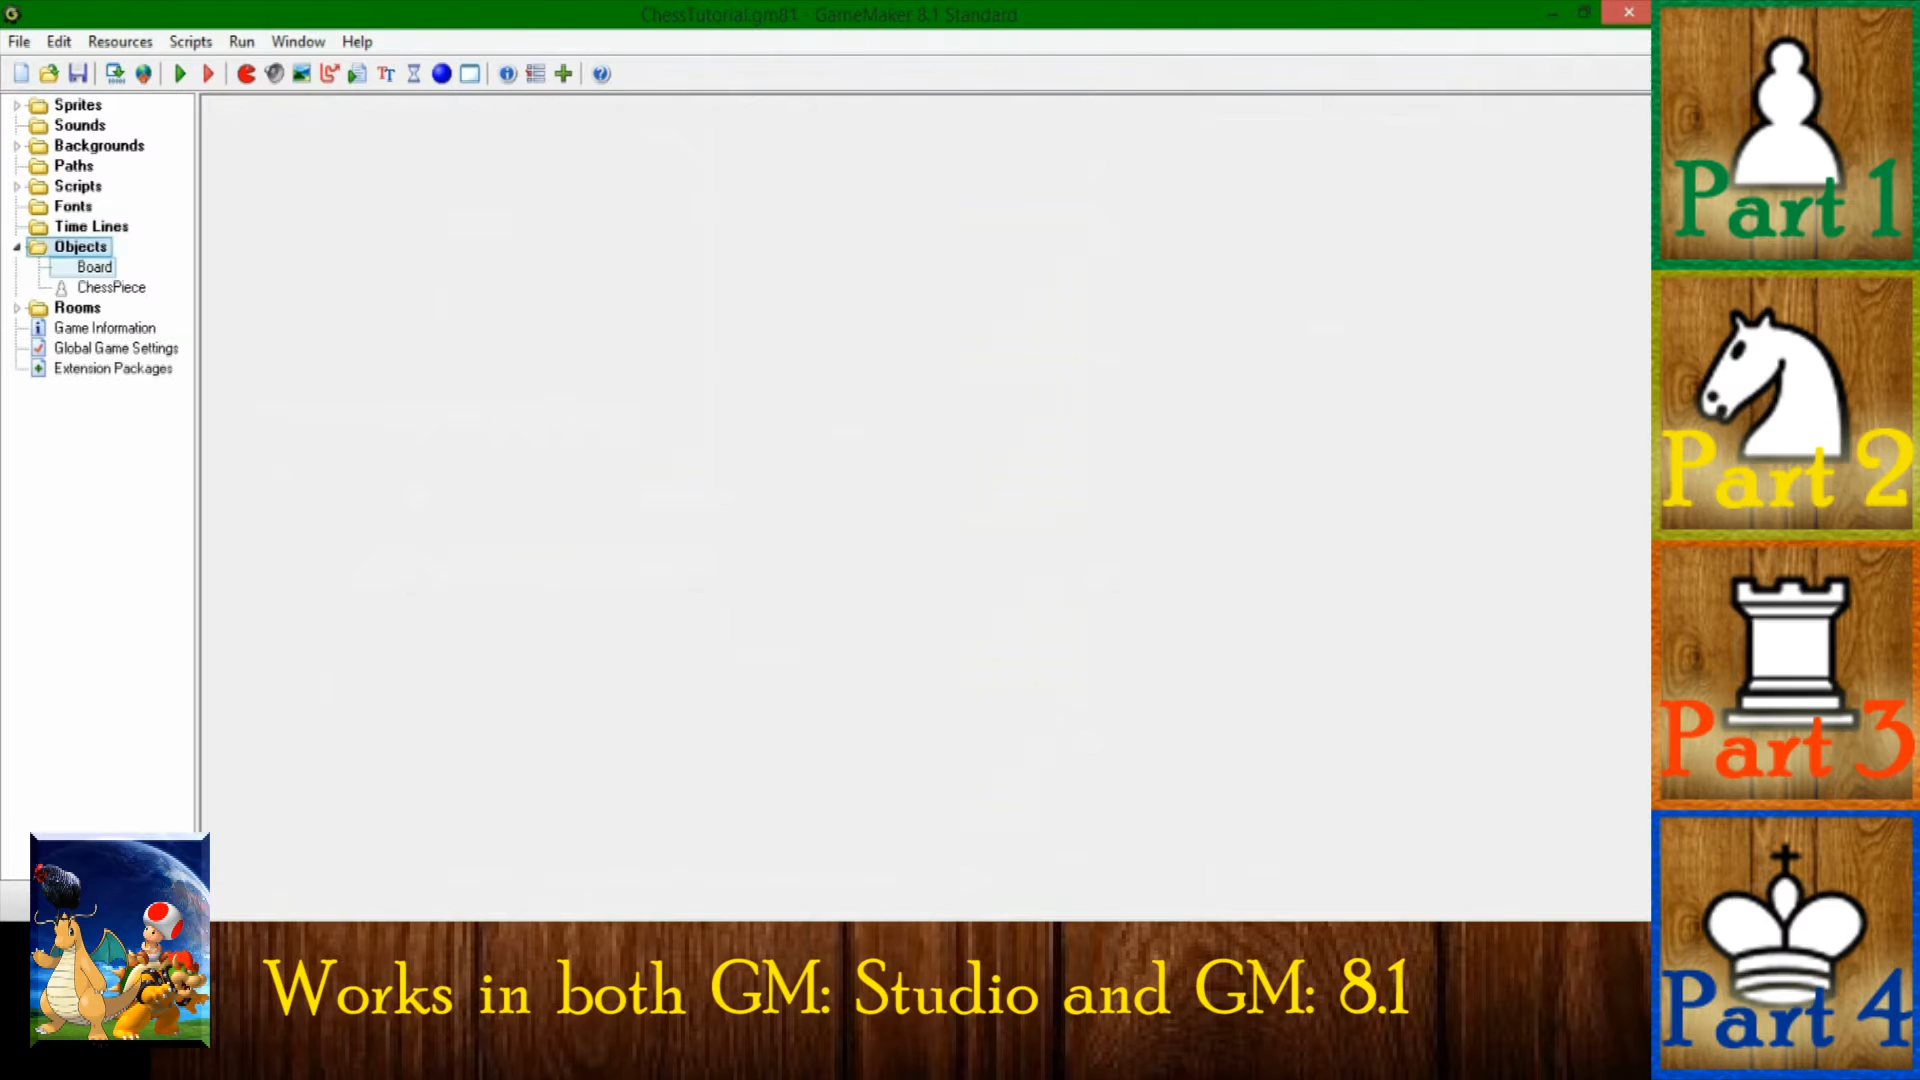 ChessTutorial.gm81 - GameMaker 8.1 Standard
File Edit Resources Scripts Run Window Help
Sprites
Sounds
Backgrounds
Paths
Scripts
Fonts
Time Lines
Objects
Board
ChessPiece
Rooms
Game Information
Global Game Settings
Extension Packages
Part 1
Part 2
Part 3
Part 4
Works in both GM: Studio and GM: 8.1